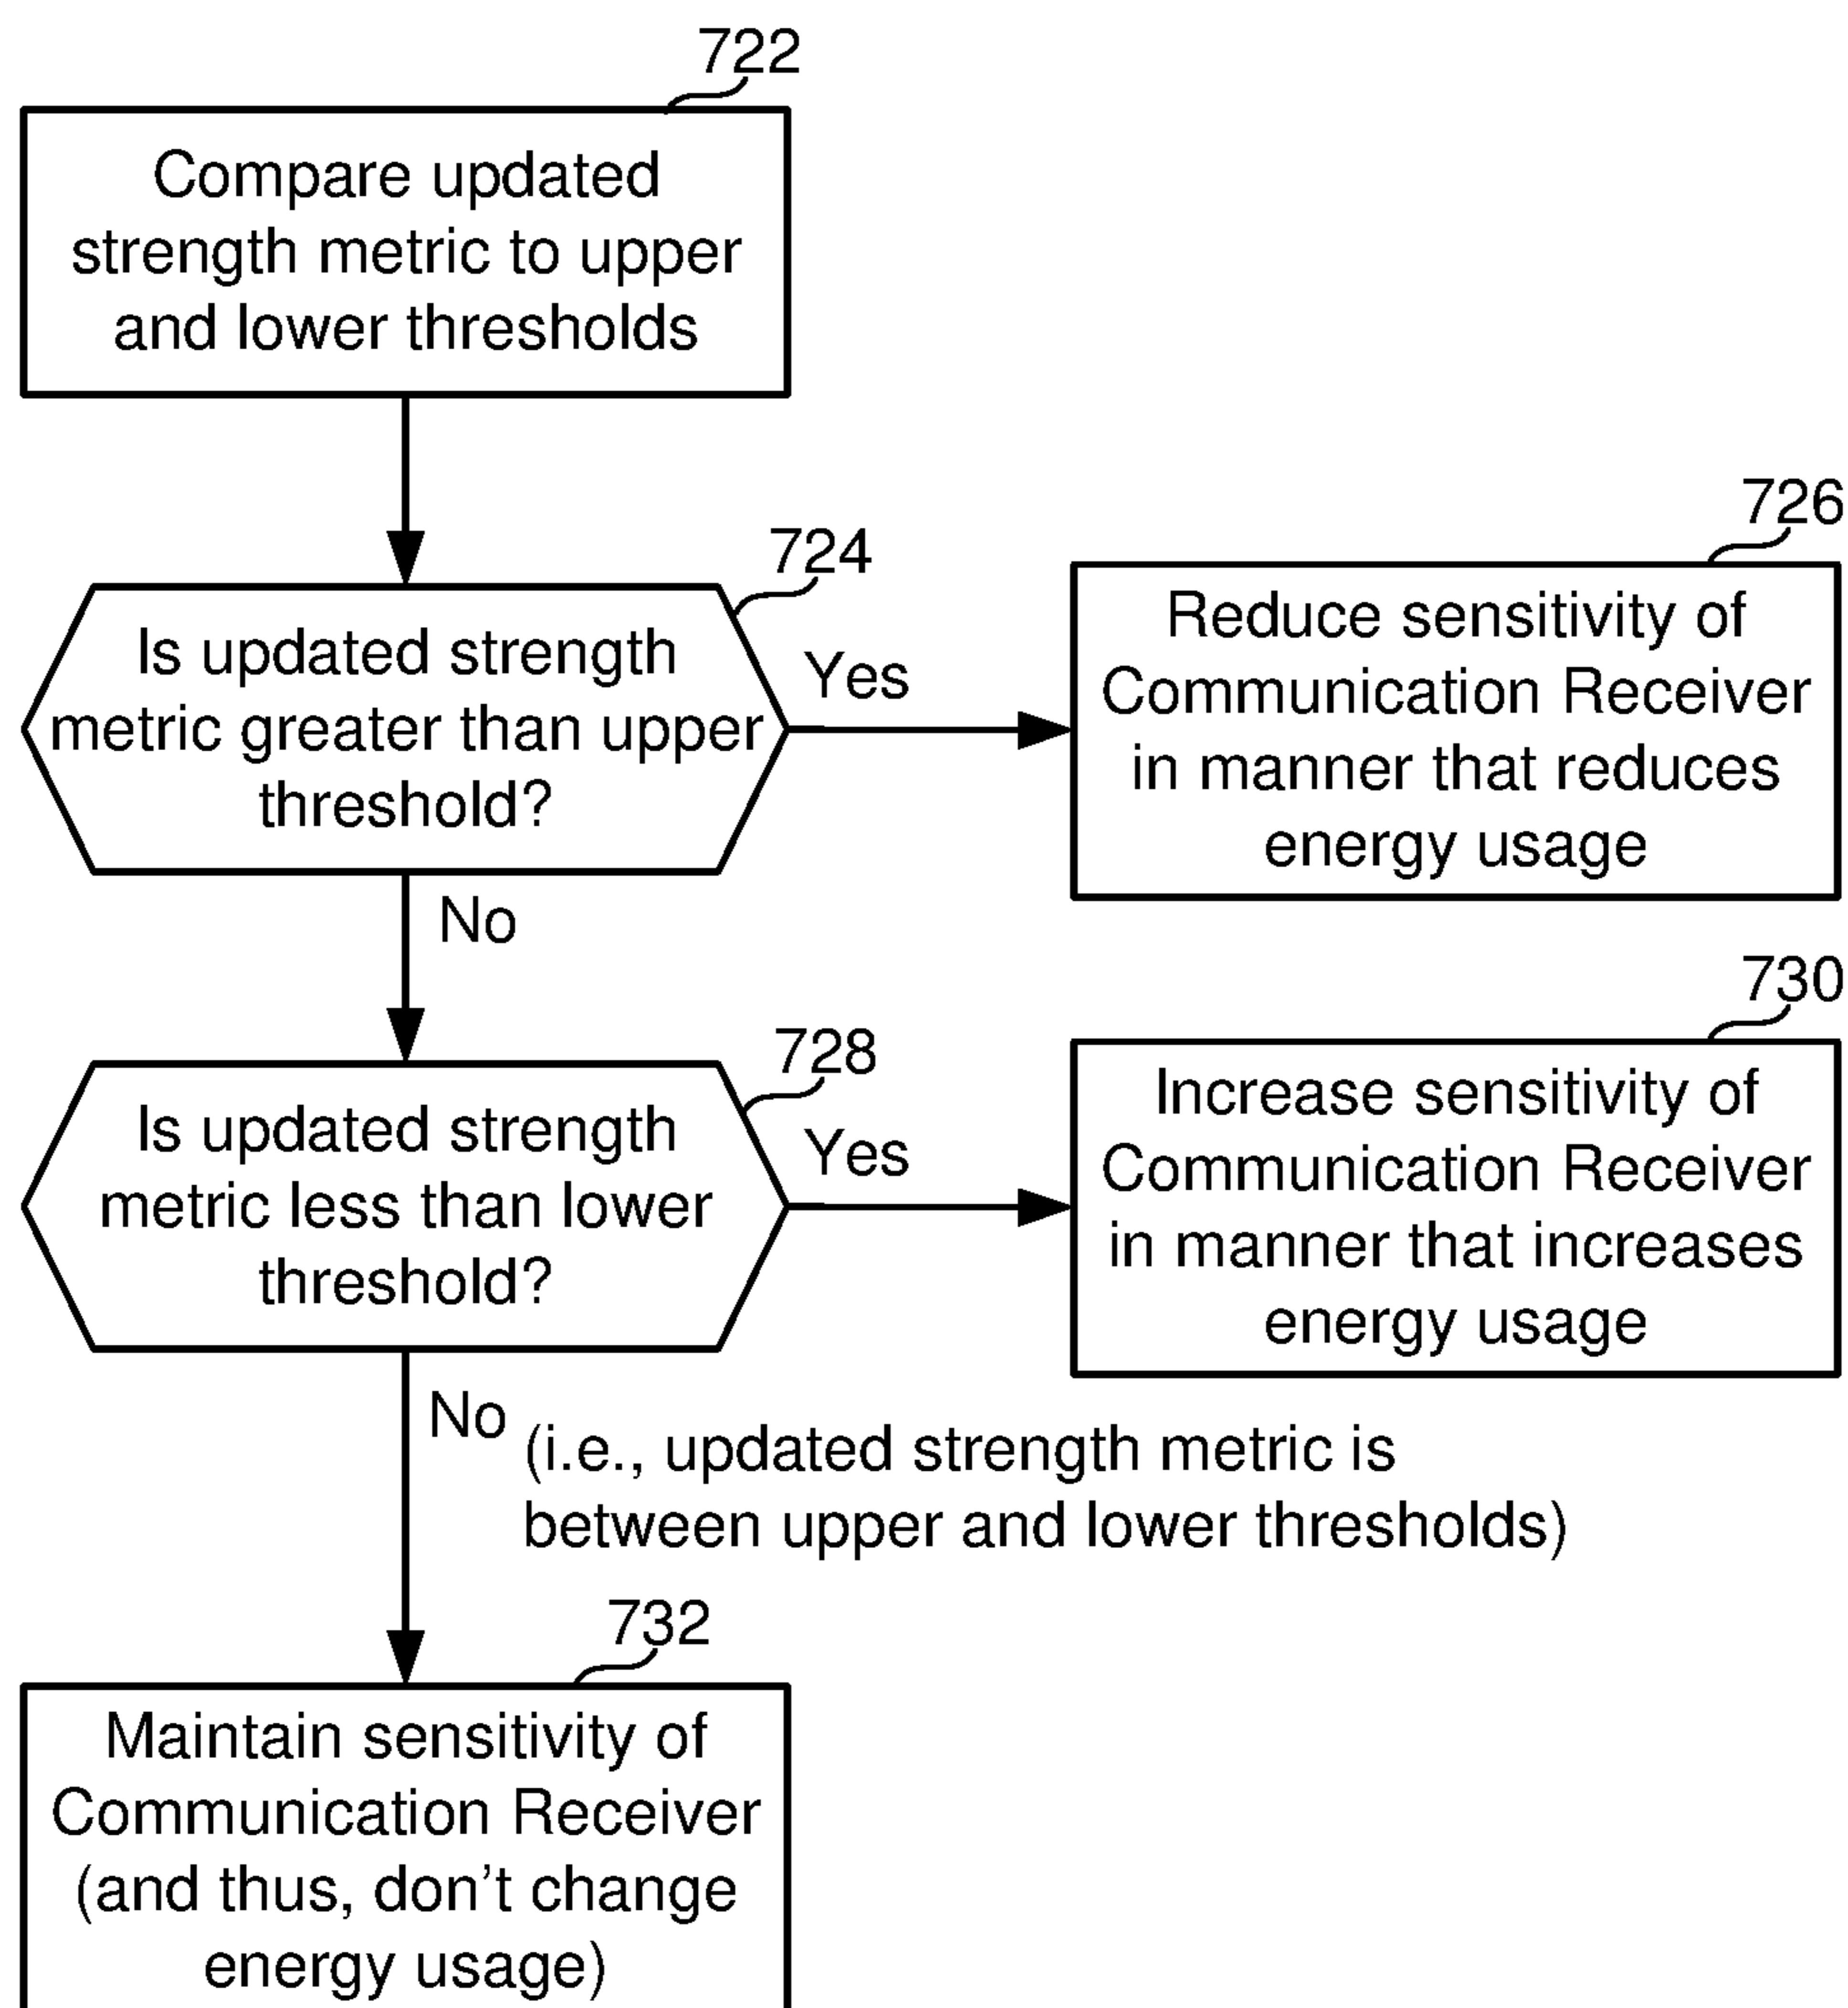 722
Compare updated
strength metric to upper
and lower thresholds
724
Is updated strength
metric greater than upper
threshold?
Yes
726
Reduce sensitivity of
Communication Receiver
in manner that reduces
energy usage
No
728
Is updated strength
metric less than lower
threshold?
Yes
730
Increase sensitivity of
Communication Receiver
in manner that increases
energy usage
No
(i.e., updated strength metric is
between upper and lower thresholds)
732
Maintain sensitivity of
Communication Receiver
(and thus, don't change
energy usage)